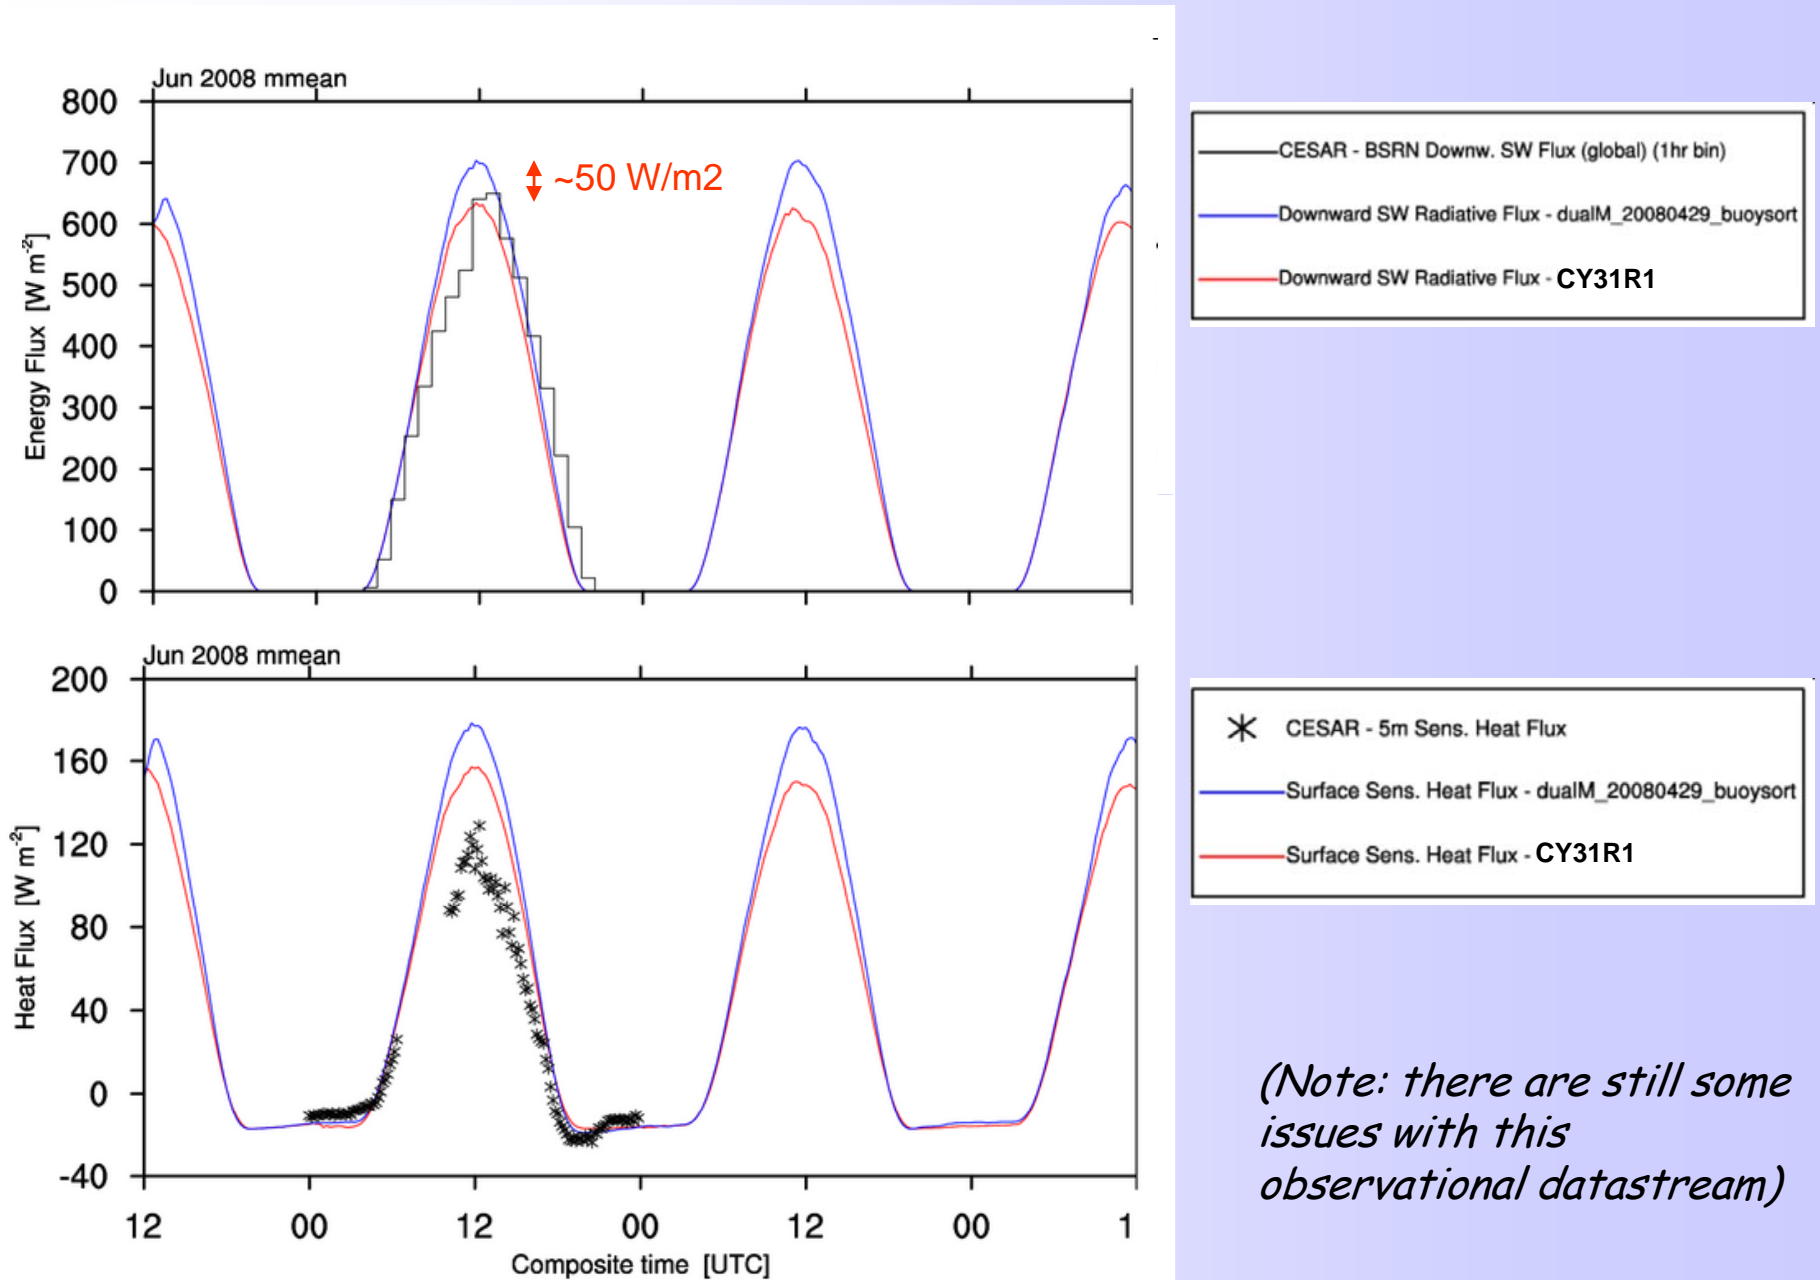 Jun 2008 mmean
800
700
600
500
400
300
200
100
0
Energy Flux [W m-2]
~50 W/m2
CESAR - BSRN Downw. SW Flux (global) (1hr bin)
Downward SW Radiative Flux - dualM_20080429_buoysort
Downward SW Radiative Flux - CY31R1
Jun 2008 mmean
200
160
120
80
40
0
-40
Heat Flux [W m-2]
12 00 12 00 12 00 1
Composite time [UTC]
CESAR - 5m Sens. Heat Flux
Surface Sens. Heat Flux - dualM_20080429_buoysort
Surface Sens. Heat Flux - CY31R1
(Note: there are still some
issues with this
observational datastream)